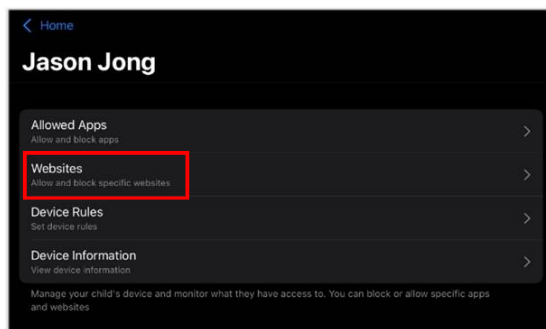 Home
Jason Jong
Allowed Apps
Allow and block apps
Websites
Allow and block specific websites
Device Rules
Set device rules
Device Information
View device information
Manage your child's device and monitor what they have access to. You can block or allow specific apps
and websites